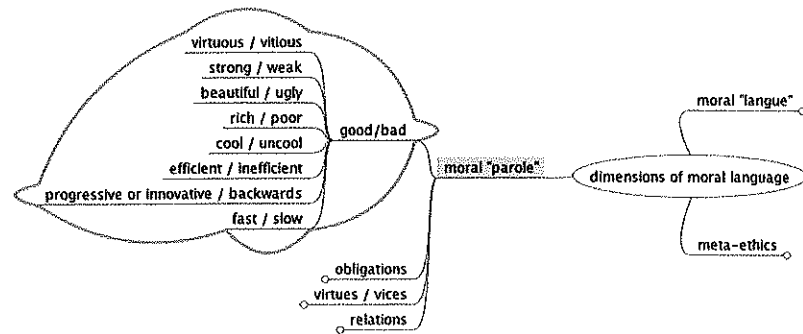 virtuous / vitious
strong / weak
beautiful / ugly
rich / poor
good/bad
cool / uncool
efficient / inefficient
progressive or innovative / backwards
fast / slow
moral "parole"
obligations
virtues / vices
relations
dimensions of moral language
moral "langue"
meta-ethics